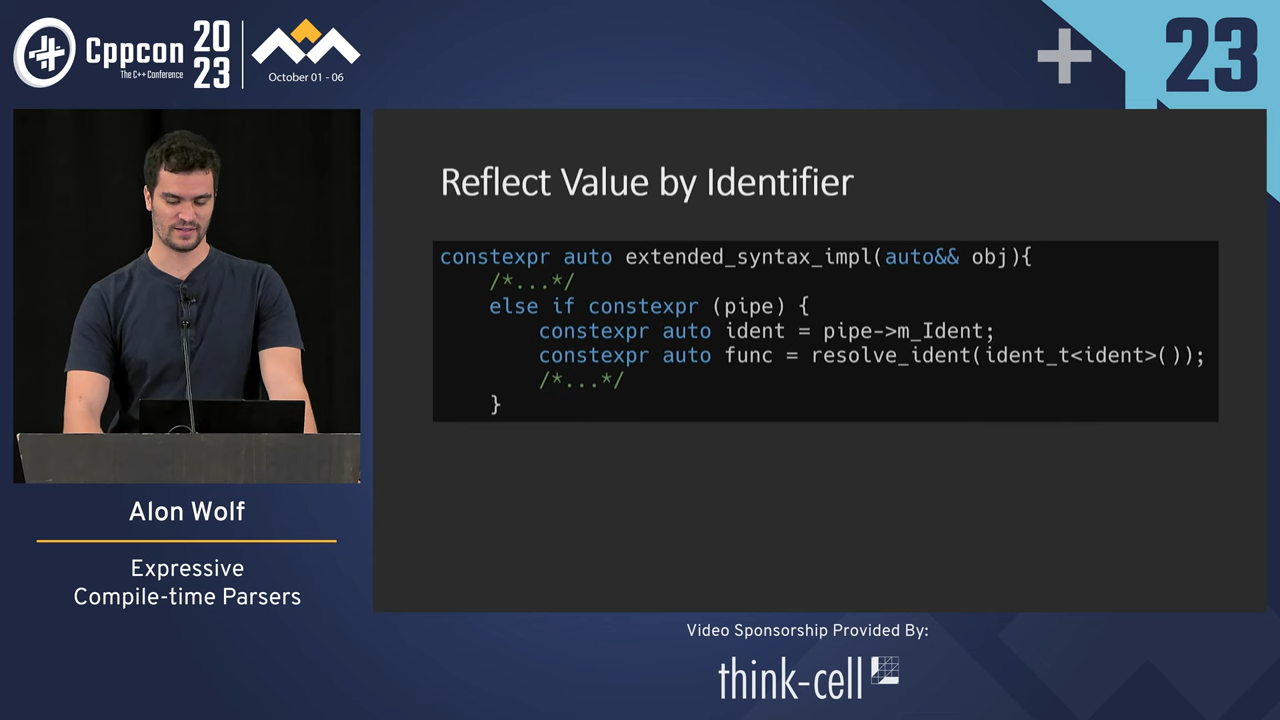 Cppcon
The C++ Conference
20
23
October 01 - 06
23
Reflect Value by Identifier
constexpr auto extended_syntax_impl(auto&& obj){
/*...*/
else if constexpr (pipe) {
constexpr auto ident = pipe->m_Ident;
constexpr auto func = resolve_ident(ident_t<ident>());
/*...*/
}
Alon Wolf
Expressive
Compile-time Parsers
Video Sponsorship Provided By:
think-cell